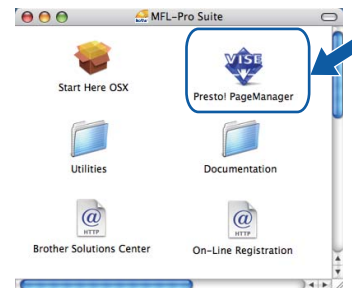 MFL-Pro Suite
VISE
Start Here OSX
Presto! PageManager
Utilities
Documentation
@
HTTP
@
HTTP
Brother Solutions Center
On-Line Registration